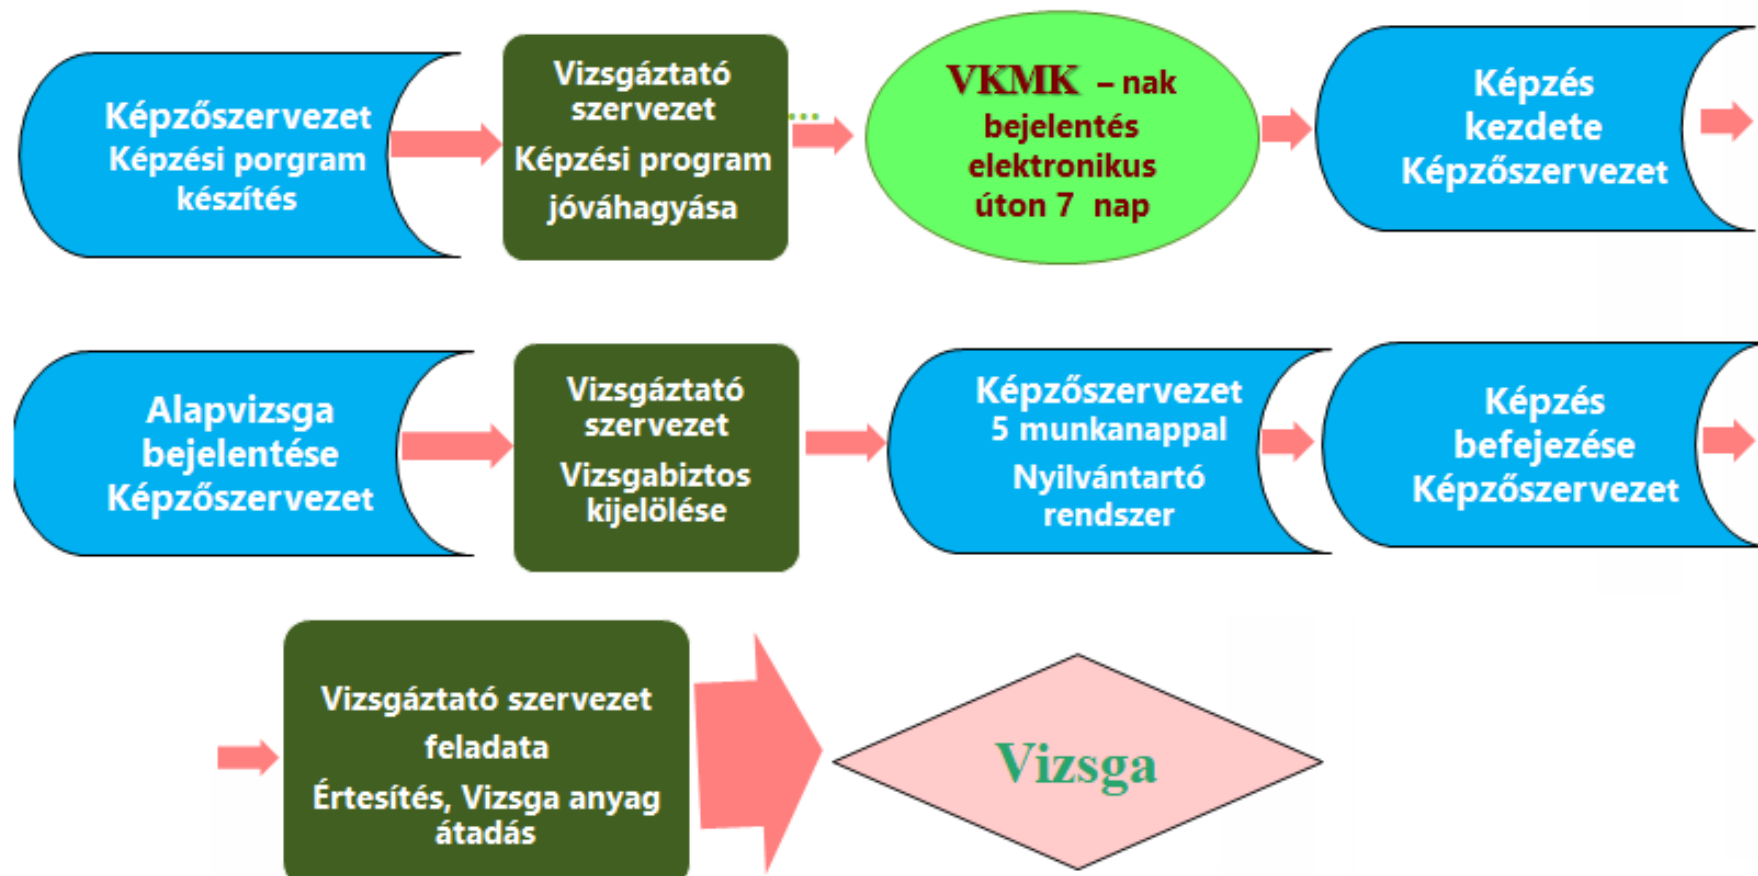 Képzőszervezet
Képzési porgram
készítés
Vizsgáztató
szervezet
Képzési program
jóváhagyása
...
VKMK – nak
bejelentés
elektronikus
úton 7 nap
Képzés
kezdete
Képzőszervezet
Alapvizsga
bejelentése
Képzőszervezet
Vizsgáztató
szervezet
Vizsgabiztos
kijelölése
Képzőszervezet
5 munkanappal
Nyilvántartó
rendszer
Képzés
befejezése
Képzőszervezet
Vizsgáztató szervezet
feladata
Értesítés, Vizsga anyag
átadás
Vizsga